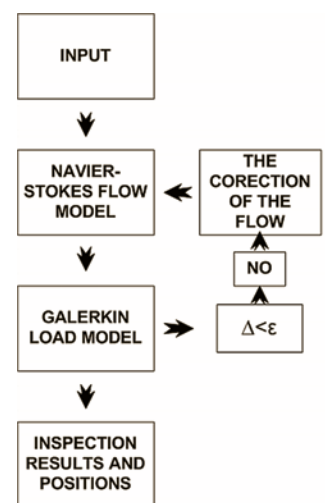 INPUT
NAVIER-
STOKES FLOW
MODEL
THE
CORECTION
OF THE
FLOW
NO
GALERKIN
LOAD MODEL
Δ<ε
INSPECTION
RESULTS AND
POSITIONS